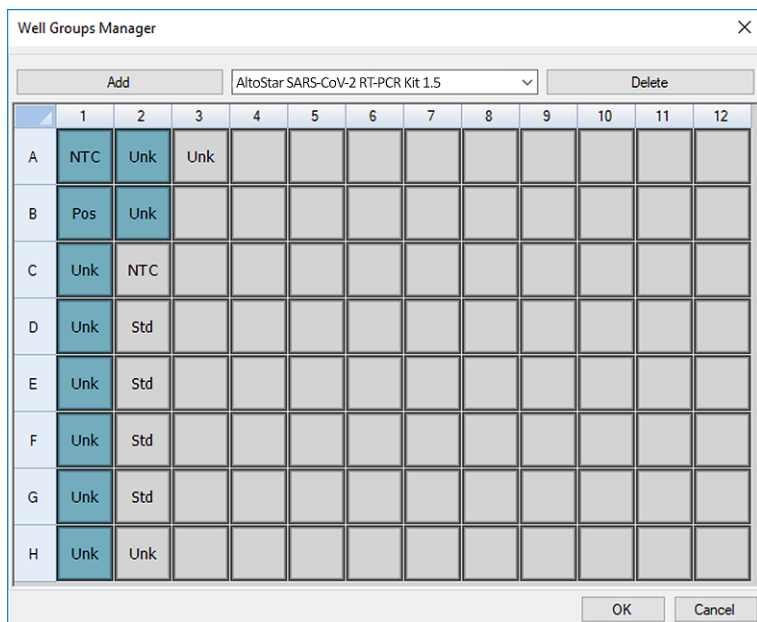 Well Groups Manager
Add AltoStar SARS-CoV-2 RT-PCR Kit 1.5 Delete
1 2 3 4 5 6 7 8 9 10 11 12
A NTC Unk Unk
B Pos Unk
C Unk NTC
D Unk Std
E Unk Std
F Unk Std
G Unk Std
H Unk Unk
OK Cancel